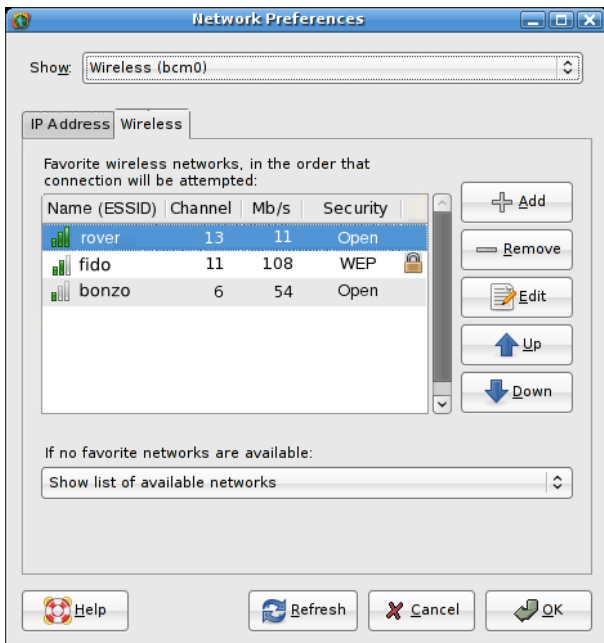 Network Preferences
Show: Wireless (bcm0)
IP Address Wireless
Favorite wireless networks, in the order that
connection will be attempted:
Name (ESSID) Channel Mb/s Security
rover 13 11 Open
fido 11 108 WEP
bonzo 6 54 Open
Add
Remove
Edit
Up
Down
If no favorite networks are available:
Show list of available networks
Help Refresh Cancel OK